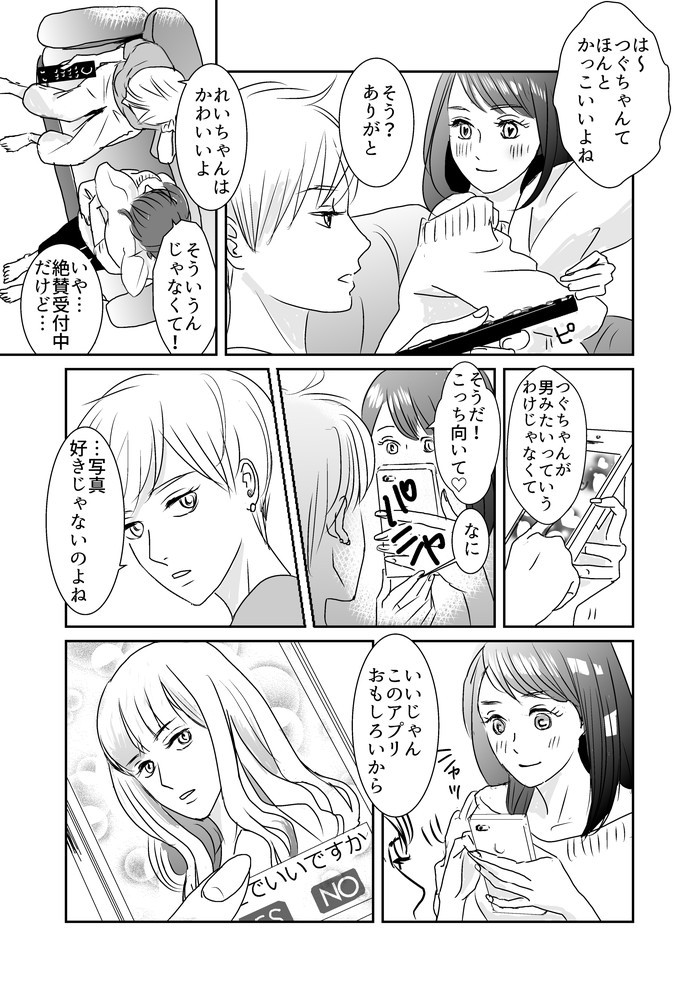 は～
つぐちゃんて
ほんと
かっこいいよね
そう？
ありがと
ピ
れいちゃんは
かわいいよ
そういうん
じゃなくて！
いや…
絶賛受付中
だけど…
つぐちゃんが
男みたいっていう
わけじゃなくて
そうだ！
こっち向いて♡
なに
…写真
好きじゃないのよね
いいじゃん
このアプリ
おもしろいから
ニヤッ
でいいですか
YES
NO